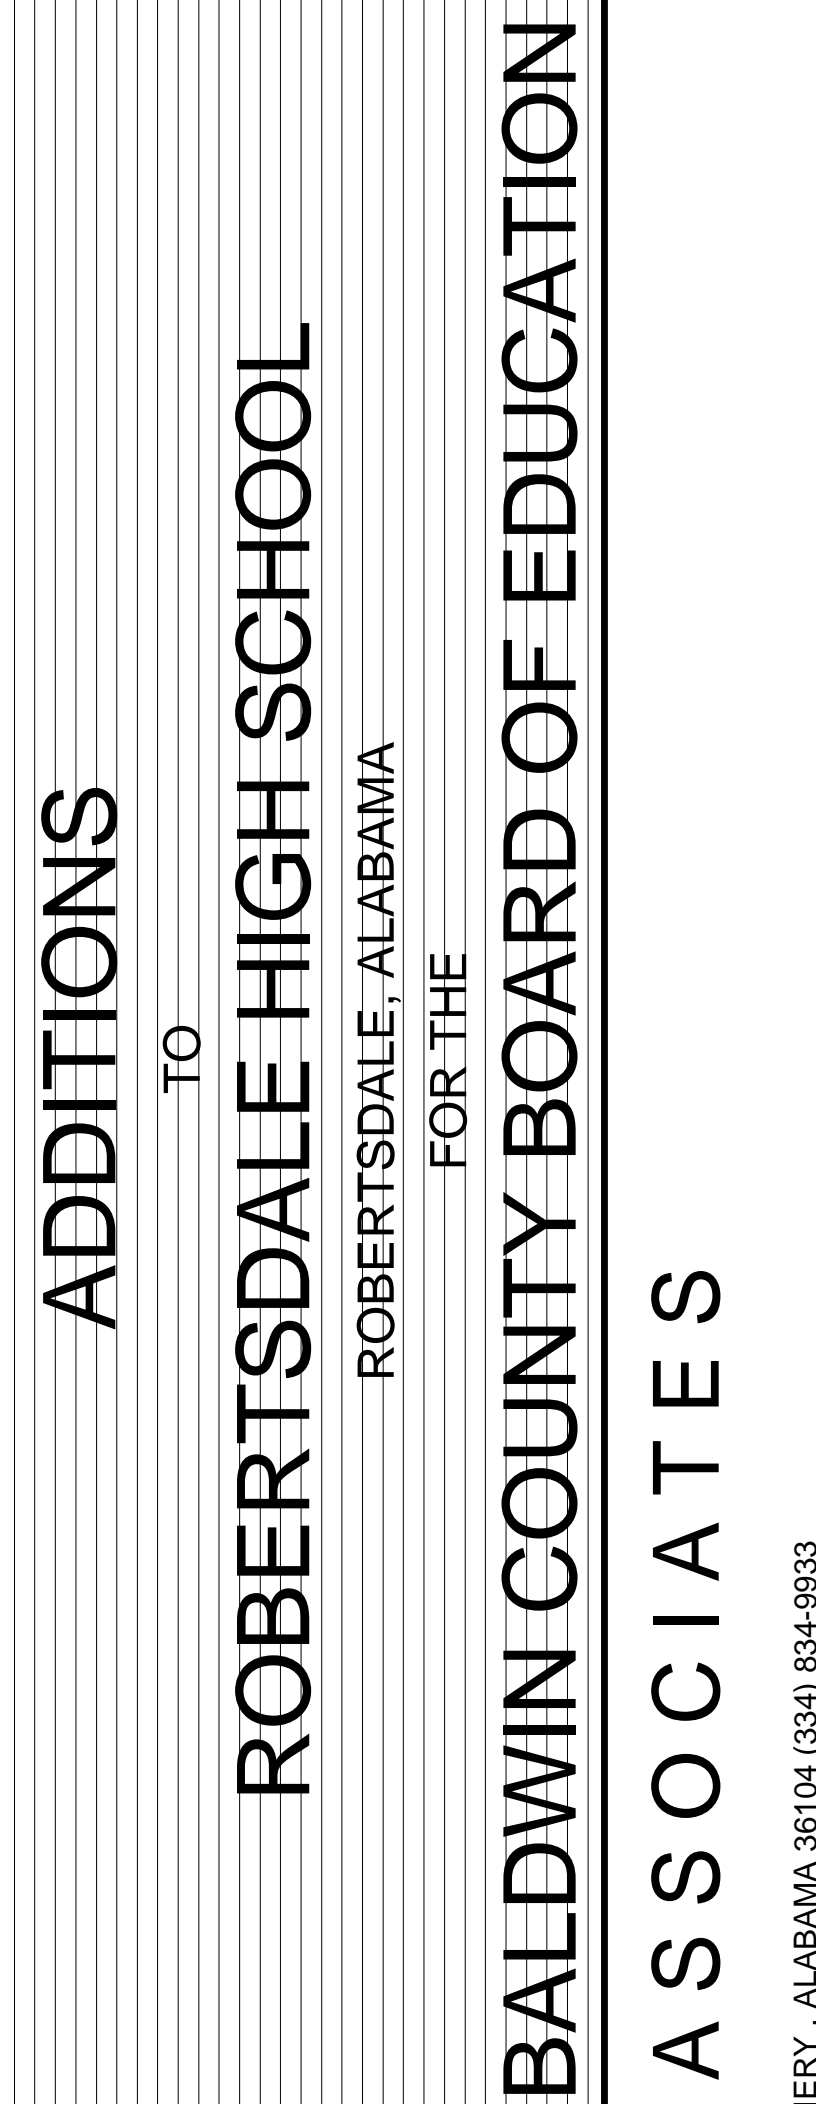 ADDITIONS
TO
ROBERTSDALE HIGH SCHOOL
ROBERTSDALE, ALABAMA
FOR THE
BALDWIN COUNTY BOARD OF EDUCATION
ASSOCIATES
ALABAMA 36104 (334) 834-9933